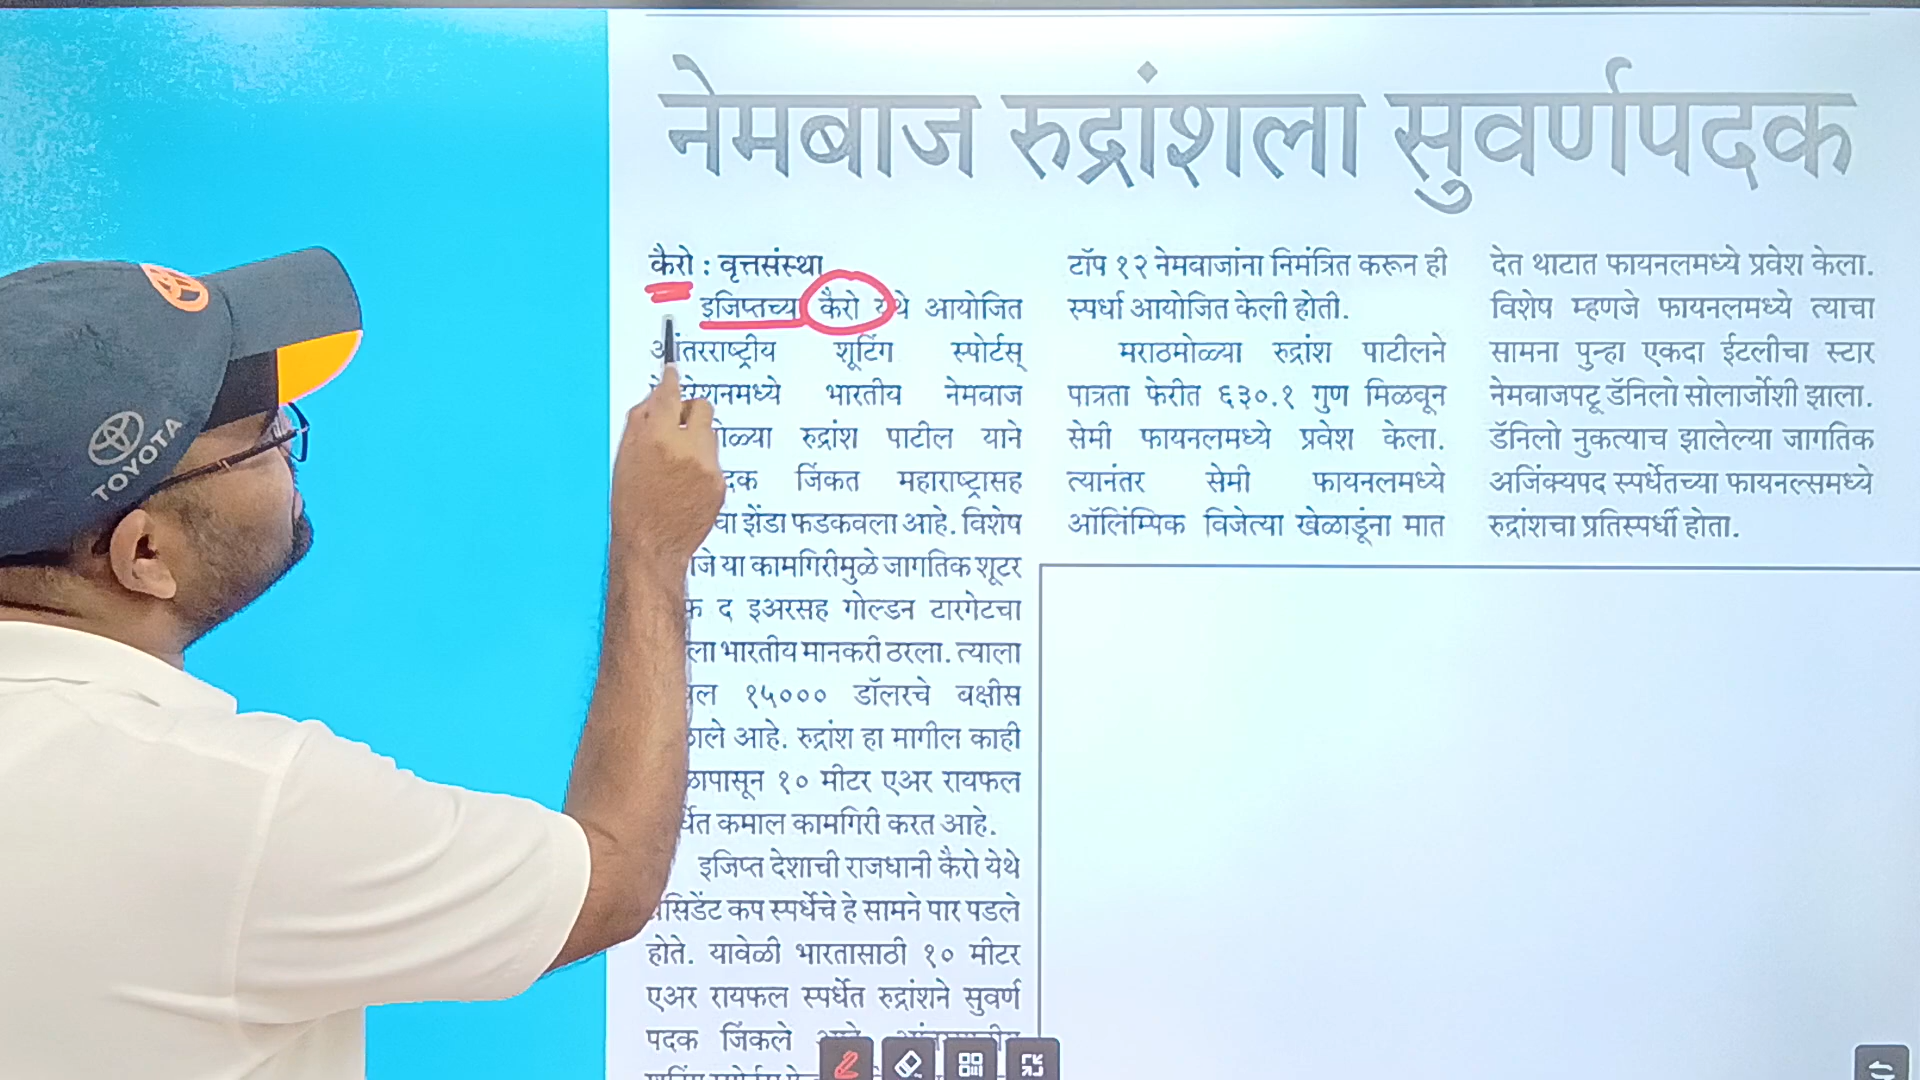 नेमबाज रुद्रांशला सुवर्णपदक
कैरो : वृत्तसंस्था
इजिप्तच्या कैरो येथे आयोजित
आंतरराष्ट्रीय शूटिंग स्पोर्टस्
भारतीय नेमबाज
रुद्रांश पाटील याने
जिंकत महाराष्ट्रासह
झेंडा फडकवला आहे. विशेष
या कामगिरीमुळे जागतिक शूटर
द इअरसह गोल्डन टारगेटचा
भारतीय मानकरी ठरला. त्याला
१५००० डॉलरचे बक्षीस
आहे. रुद्रांश हा मागील काही
१० मीटर एअर रायफल
कमाल कामगिरी करत आहे.
इजिप्त देशाची राजधानी कैरो येथे
कप स्पर्धेचे हे सामने पार पडले
होते. यावेळी भारतासाठी १० मीटर
एअर रायफल स्पर्धेत रुद्रांशने सुवर्ण
पदक जिंकले
टॉप १२ नेमबाजांना निमंत्रित करून ही
स्पर्धा आयोजित केली होती.
मराठमोळ्या रुद्रांश पाटीलने
पात्रता फेरीत ६३०.१ गुण मिळवून
सेमी फायनलमध्ये प्रवेश केला.
त्यानंतर सेमी फायनलमध्ये
ऑलिंम्पिक विजेत्या खेळाडूंना मात
देत थाटात फायनलमध्ये प्रवेश केला.
विशेष म्हणजे फायनलमध्ये त्याचा
सामना पुन्हा एकदा ईटलीचा स्टार
नेमबाजपटू डॅनिलो सोलार्जोशी झाला.
डॅनिलो नुकत्याच झालेल्या जागतिक
अजिंक्यपद स्पर्धेतच्या फायनल्समध्ये
रुद्रांशचा प्रतिस्पर्धी होता.
TOYOTA